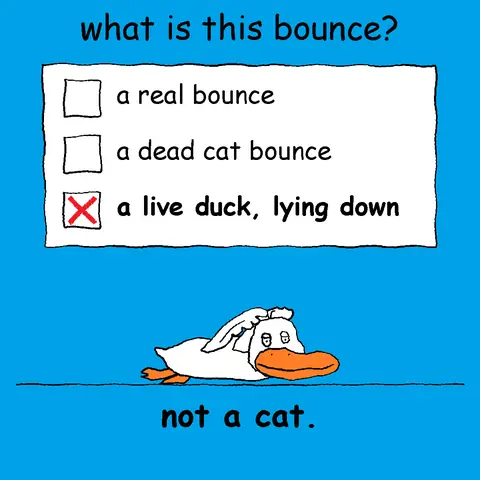 what is this bounce?
a real bounce
a dead cat bounce
a live duck, lying down
not a cat.